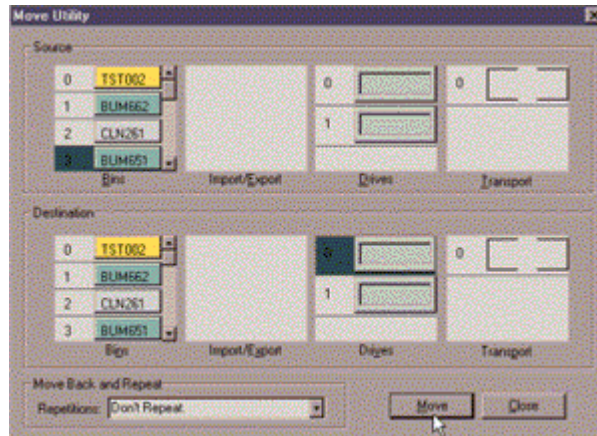 Move Utility
Source
0 TST002
1 BUM662
2 CLN261
3 BUM651
0
1
0
Bins Import/Export Drives Transport
Destination
0 TST002
1 BUM662
2 CLN261
3 BUM651
0
1
0
Bins Import/Export Drives Transport
Move Back and Repeat
Repetitions: Don't Repeat
Move Close